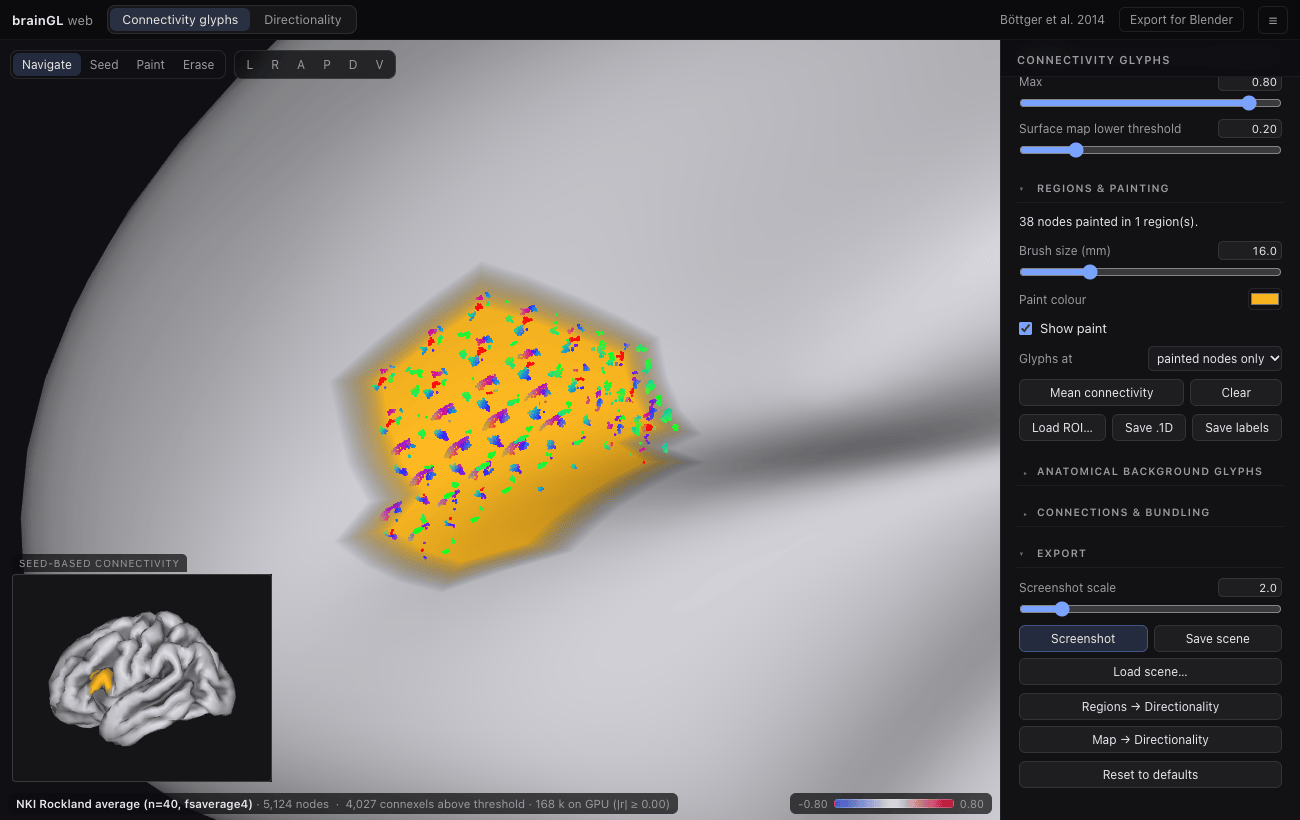 brainGL web Connectivity glyphs Directionality Böttger et al. 2014 Export for Blender ≡
Navigate Seed Paint Erase L R A P D V
CONNECTIVITY GLYPHS
Max 0.80
Surface map lower threshold 0.20
REGIONS & PAINTING
38 nodes painted in 1 region(s).
Brush size (mm) 16.0
Paint colour
Show paint
Glyphs at painted nodes only
Mean connectivity Clear
Load ROI... Save .1D Save labels
ANATOMICAL BACKGROUND GLYPHS
CONNECTIONS & BUNDLING
EXPORT
Screenshot scale 2.0
Screenshot Save scene
Load scene...
Regions → Directionality
Map → Directionality
Reset to defaults
SEED-BASED CONNECTIVITY
NKI Rockland average (n=40, fsaverage4) · 5,124 nodes · 4,027 connexels above threshold · 168 k on GPU (|r| ≥ 0.00)
-0.80 0.80